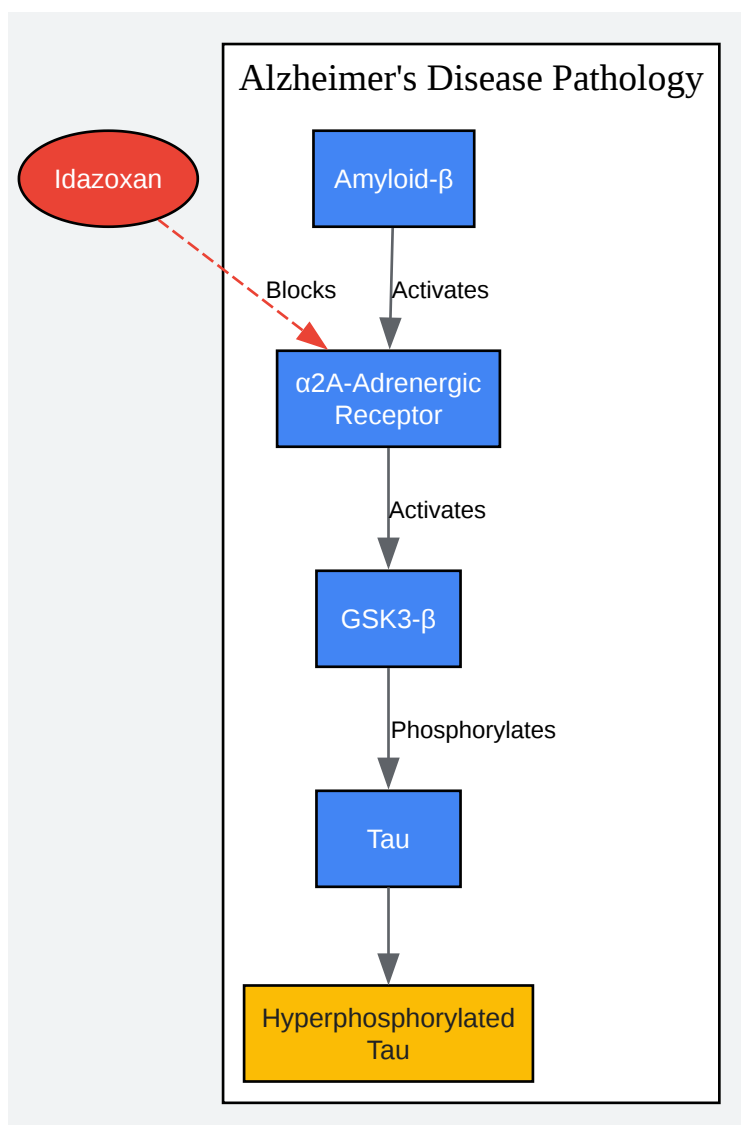 Alzheimer's Disease Pathology
Idazoxan
Amyloid-β
Blocks
Activates
α2A-Adrenergic
Receptor
Activates
GSK3-β
Phosphorylates
Tau
Hyperphosphorylated
Tau